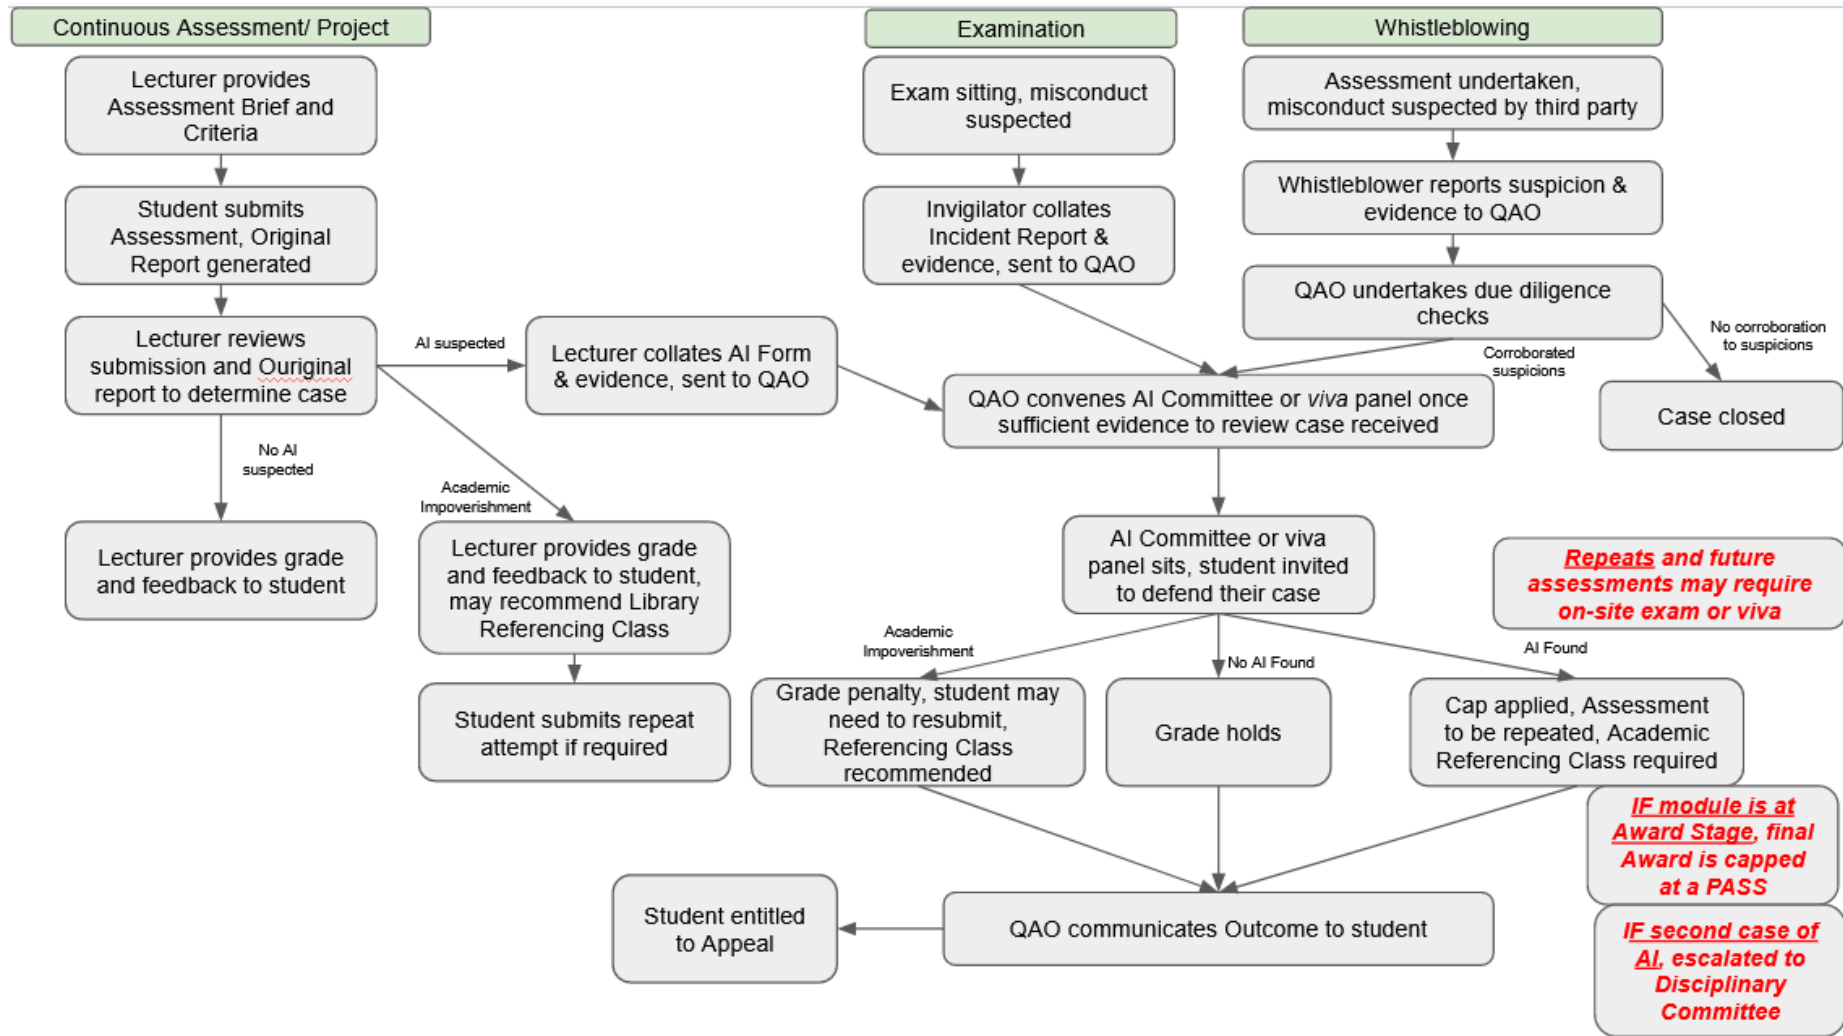 Continuous Assessment/ Project
Lecturer provides
Assessment Brief and
Criteria
Student submits
Assessment, Original
Report generated
Lecturer reviews
submission and Ouriginal
report to determine case
AI suspected
No AI
suspected
Academic
Impoverishment
Lecturer provides grade
and feedback to student
Lecturer provides grade
and feedback to student,
may recommend Library
Referencing Class
Student submits repeat
attempt if required
Lecturer collates AI Form
& evidence, sent to QAO
Examination
Exam sitting, misconduct
suspected
Invigilator collates
Incident Report &
evidence, sent to QAO
Whistleblowing
Assessment undertaken,
misconduct suspected by third party
Whistleblower reports suspicion &
evidence to QAO
QAO undertakes due diligence
checks
No corroboration
to suspicions
Corroborated
suspicions
Case closed
QAO convenes AI Committee or viva panel once
sufficient evidence to review case received
AI Committee or viva
panel sits, student invited
to defend their case
Repeats and future
assessments may require
on-site exam or viva
Academic
Impoverishment
No AI Found
AI Found
Grade penalty, student may
need to resubmit,
Referencing Class
recommended
Grade holds
Cap applied, Assessment
to be repeated, Academic
Referencing Class required
IF module is at
Award Stage, final
Award is capped
at a PASS
IF second case of
AI, escalated to
Disciplinary
Committee
QAO communicates Outcome to student
Student entitled
to Appeal